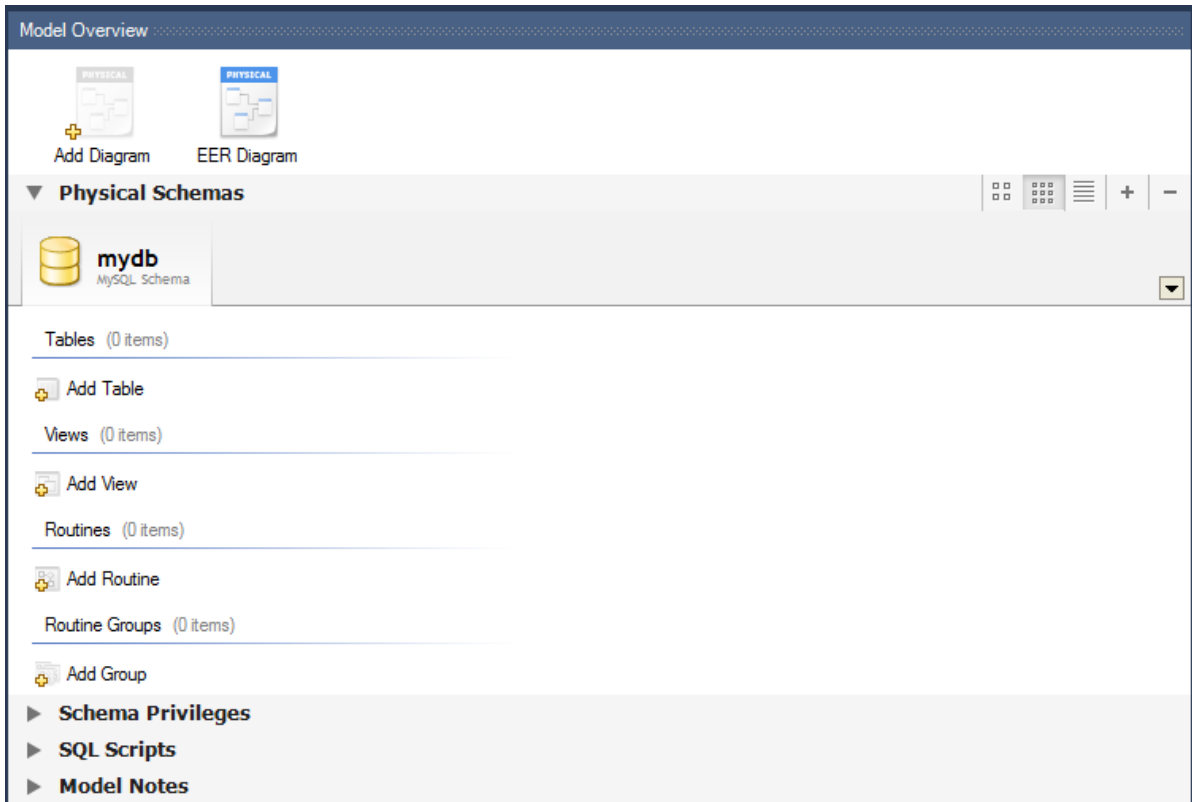 Model Overview
PHYSICAL
PHYSICAL
Add Diagram
EER Diagram
Physical Schemas
mydb
MySQL Schema
Tables (0 items)
Add Table
Views (0 items)
Add View
Routines (0 items)
Add Routine
Routine Groups (0 items)
Add Group
Schema Privileges
SQL Scripts
Model Notes